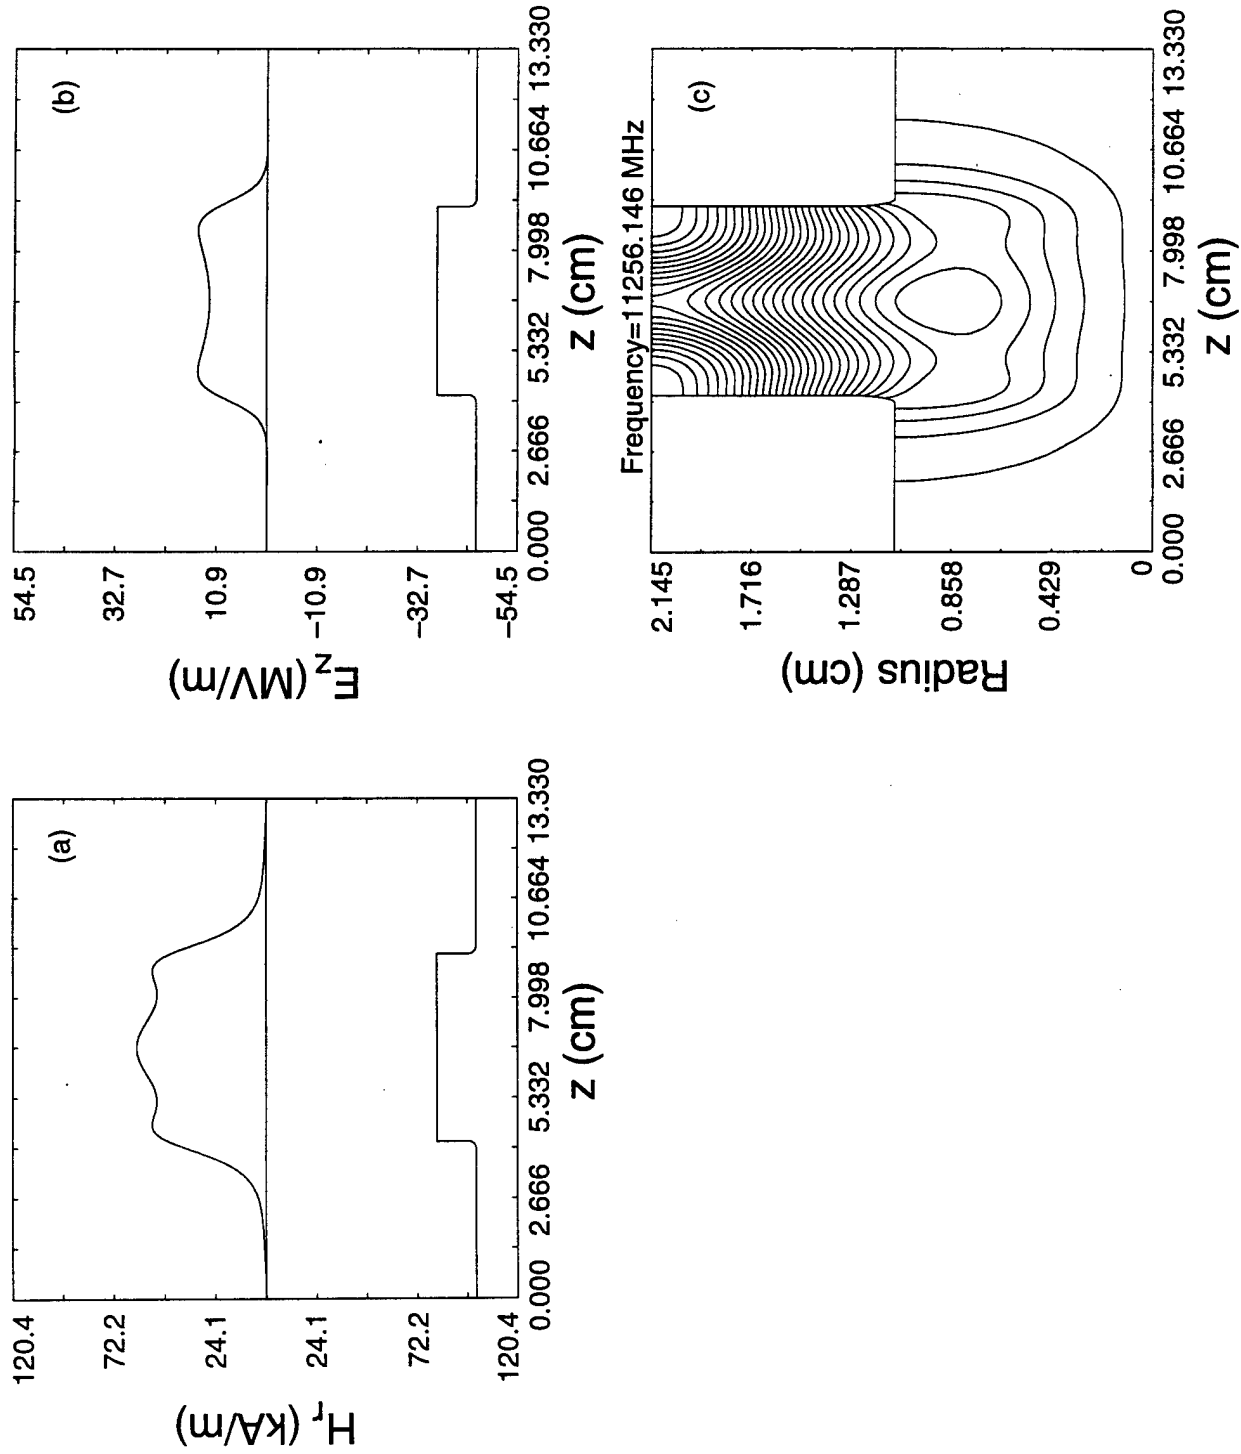 (a)
120.4
72.2
24.1
24.1
72.2
120.4
H r (kA/m)
0.000 2.666 5.332 7.998 10.664 13.330
z (cm)
(b)
54.5
32.7
10.9
−10.9
−32.7
−54.5
E z (MV/m)
0.000 2.666 5.332 7.998 10.664 13.330
z (cm)
Frequency=11256.146 MHz
(c)
2.145
1.716
1.287
0.858
0.429
0
Radius (cm)
0.000 2.666 5.332 7.998 10.664 13.330
z (cm)